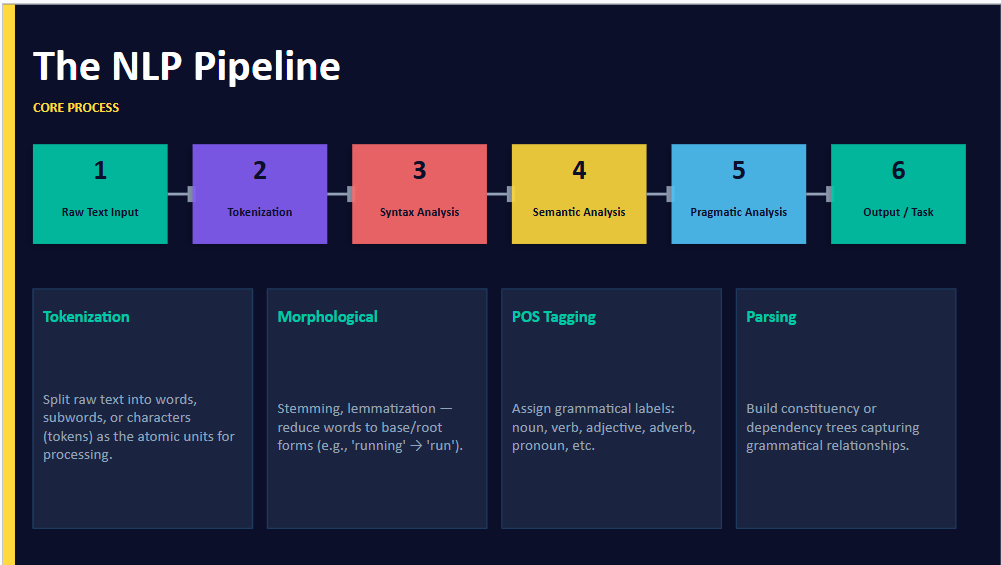 The NLP Pipeline
CORE PROCESS
1
Raw Text Input
2
Tokenization
3
Syntax Analysis
4
Semantic Analysis
5
Pragmatic Analysis
6
Output / Task
Tokenization
Split raw text into words,
subwords, or characters
(tokens) as the atomic units for
processing.
Morphological
Stemming, lemmatization —
reduce words to base/root
forms (e.g., 'running' → 'run').
POS Tagging
Assign grammatical labels:
noun, verb, adjective, adverb,
pronoun, etc.
Parsing
Build constituency or
dependency trees capturing
grammatical relationships.